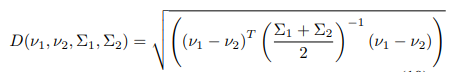 D(ν₁, ν₂, Σ₁, Σ₂) = √(((ν₁ − ν₂)ᵀ ((Σ₁ + Σ₂)/2)⁻¹ (ν₁ − ν₂)))